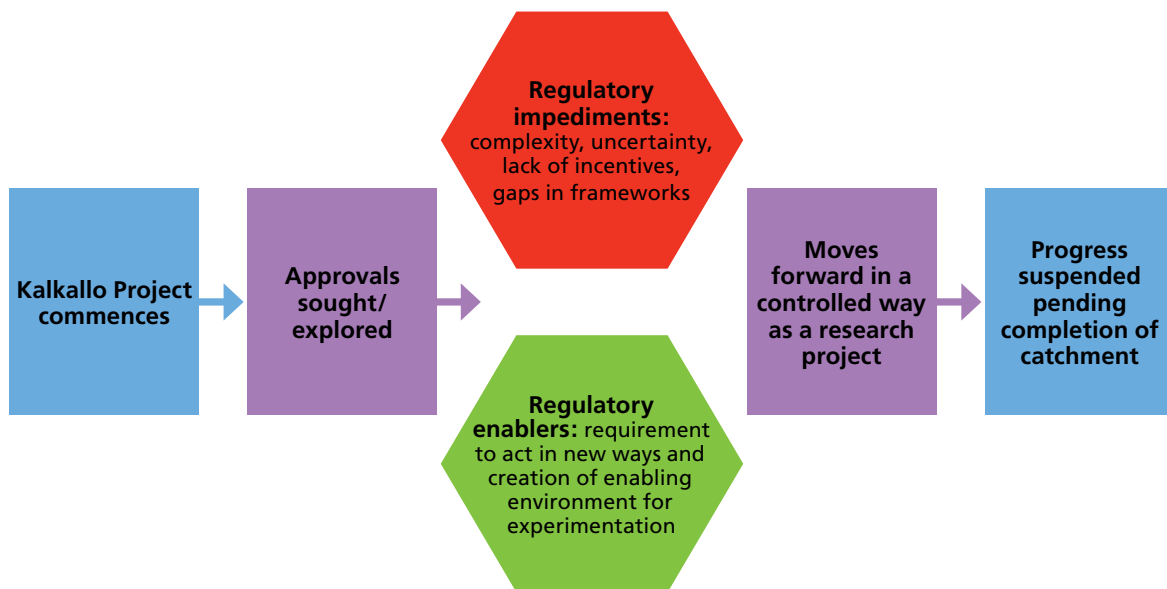 Kalkallo Project
commences
Approvals
sought/
explored
Regulatory
impediments:
complexity, uncertainty,
lack of incentives,
gaps in frameworks
Regulatory
enablers: requirement
to act in new ways and
creation of enabling
environment for
experimentation
Moves
forward in a
controlled way
as a research
project
Progress
suspended
pending
completion of
catchment